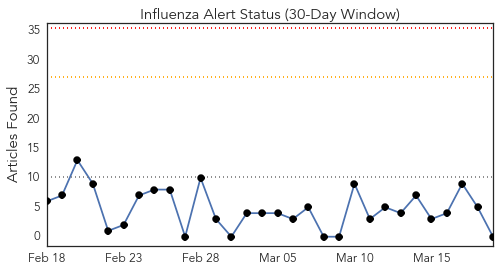 Influenza Alert Status (30-Day Window)
Articles Found
35
30
25
20
15
10
5
0
Feb 18
Feb 23
Feb 28
Mar 05
Mar 10
Mar 15